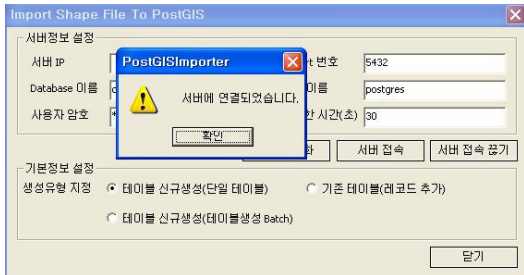 Import Shape File To PostGIS
서버정보 설정
서버 IP
번호
5432
Database 이름
이름
postgres
사용자 암호
시간(초)
30
PostGISImporter
서버에 연결되었습니다.
확인
서버 접속
서버 접속 끊기
기본정보 설정
생성유형 지정
테이블 신규생성(단일 테이블)
기존 테이블(레코드 추가)
테이블 신규생성(테이블생성 Batch)
닫기